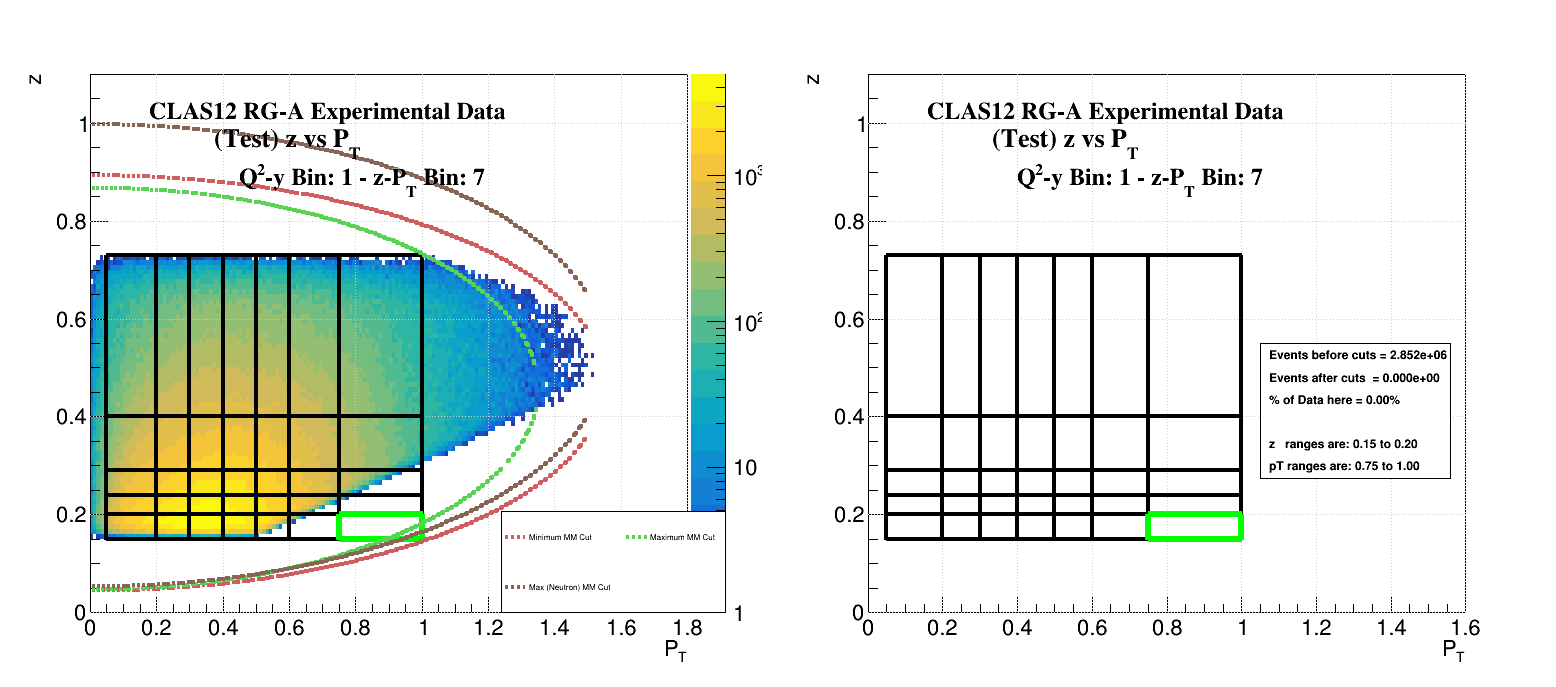 CLAS12 RG-A Experimental Data
(Test) z vs P_T
Q²-y Bin: 1 - z-P_T Bin: 7
z
1
0.8
0.6
0.4
0.2
0
0 0.2 0.4 0.6 0.8 1 1.2 1.4 1.6 1.8
P_T
10³
10²
10
1
Minimum MM Cut
Maximum MM Cut
Max (Neutron) MM Cut
CLAS12 RG-A Experimental Data
(Test) z vs P_T
Q²-y Bin: 1 - z-P_T Bin: 7
z
1
0.8
0.6
0.4
0.2
0
0 0.2 0.4 0.6 0.8 1 1.2 1.4 1.6
P_T
Events before cuts = 2.852e+06
Events after cuts = 0.000e+00
% of Data here = 0.00%
z ranges are: 0.15 to 0.20
pT ranges are: 0.75 to 1.00